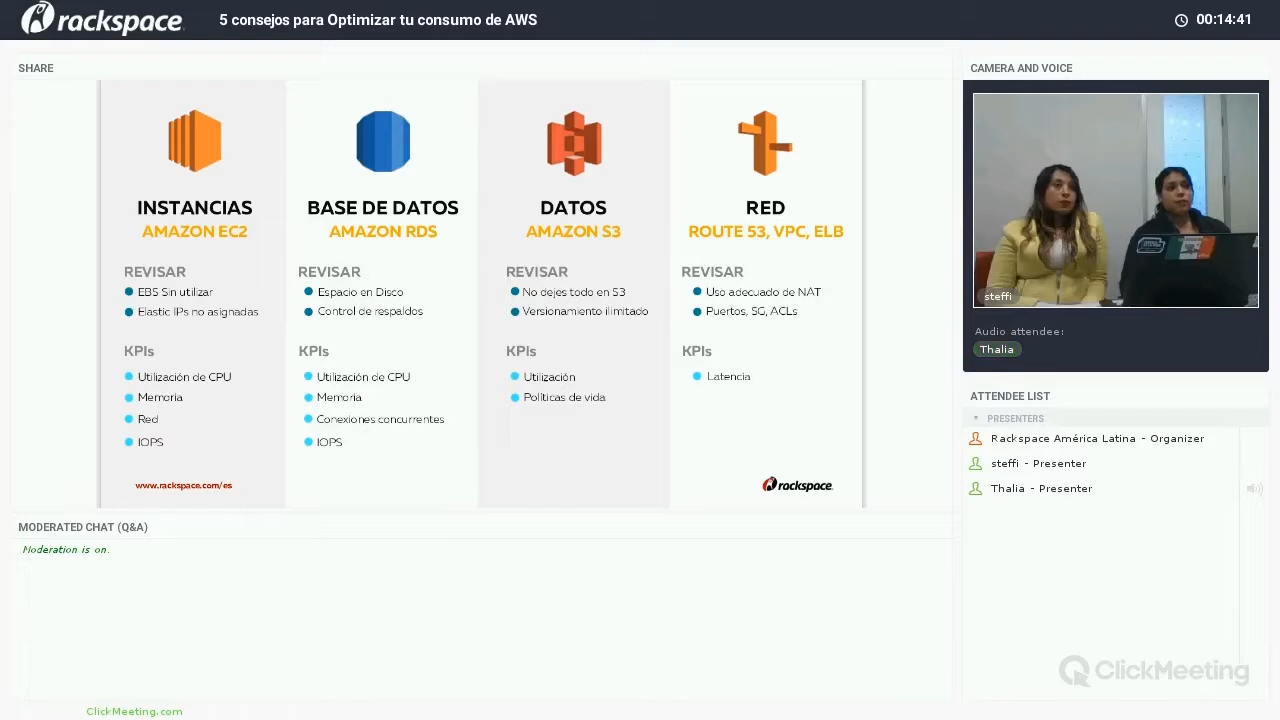 rackspace
5 consejos para Optimizar tu consumo de AWS
00:14:41
SHARE
INSTANCIAS
AMAZON EC2
REVISAR
EBS Sin utilizar
Elastic IPs no asignadas
KPIs
Utilización de CPU
Memoria
Red
IOPS
www.rackspace.com/es
BASE DE DATOS
AMAZON RDS
REVISAR
Espacio en Disco
Control de respaldos
KPIs
Utilización de CPU
Memoria
Conexiones concurrentes
IOPS
DATOS
AMAZON S3
REVISAR
No dejes todo en S3
Versionamiento ilimitado
KPIs
Utilización
Políticas de vida
RED
ROUTE 53, VPC, ELB
REVISAR
Uso adecuado de NAT
Puertos, SG, ACLs
KPIs
Latencia
rackspace
MODERATED CHAT (Q&A)
Moderation is on.
ClickMeeting.com
CAMERA AND VOICE
steffi
Audio attendee:
Thalia
ATTENDEE LIST
PRESENTERS
Rackspace América Latina - Organizer
steffi - Presenter
Thalia - Presenter
ClickMeeting